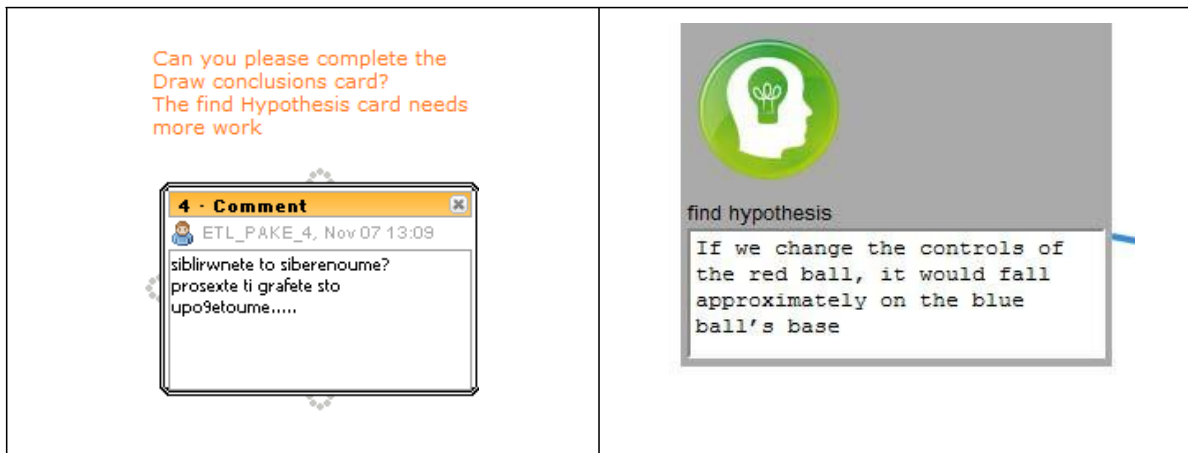 Can you please complete the
Draw conclusions card?
The find Hypothesis card needs
more work
4 - Comment
ETL_PAKE_4, Nov 07 13:09
siblirwnete to siberenoume?
prosexte ti grafete sto
upo9etoume.....
find hypothesis
If we change the controls of
the red ball, it would fall
approximately on the blue
ball's base